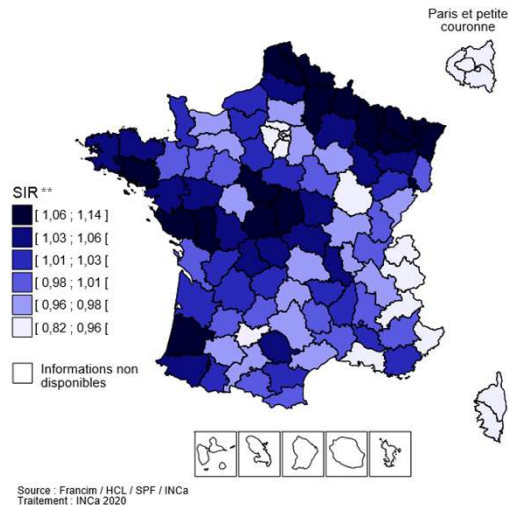 Paris et petite
couronne
SIR **
[ 1,06 ; 1,14 ]
[ 1,03 ; 1,06 [
[ 1,01 ; 1,03 [
[ 0,98 ; 1,01 [
[ 0,96 ; 0,98 [
[ 0,82 ; 0,96 [
Informations non
disponibles
Source : Francim / HCL / SPF / INCa
Traitement : INCa 2020